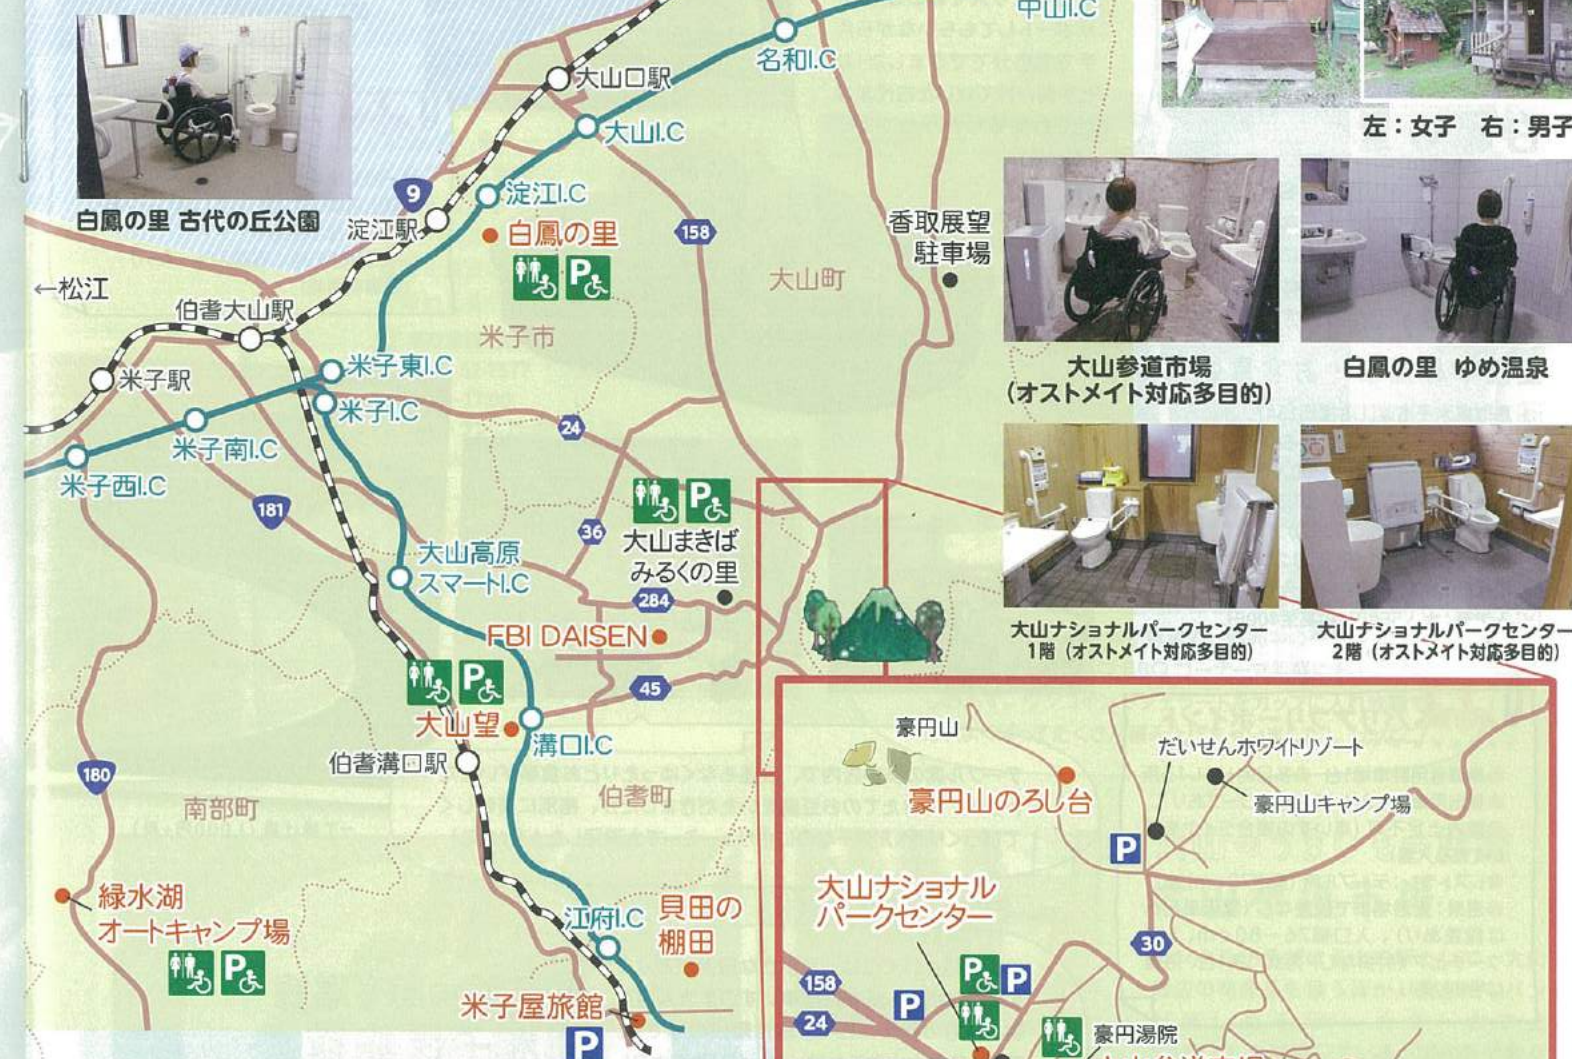 中山I.C
名和I.C
大山口駅
大山I.C
左：女子　右：男子
9
淀江I.C
白鳳の里 古代の丘公園
淀江駅
白鳳の里
P
158
香取展望
駐車場
←松江
大山町
伯耆大山駅
米子市
米子東I.C
米子駅
米子I.C
大山参道市場
（オストメイト対応多目的）
白鳳の里　ゆめ温泉
24
米子南I.C
米子西I.C
181
P
36
大山まきば
みるくの里
大山高原
スマートI.C
284
FBI DAISEN
大山ナショナルパークセンター
1階（オストメイト対応多目的）
大山ナショナルパークセンター
2階（オストメイト対応多目的）
P
45
大山望
溝口I.C
伯耆溝口駅
180
南部町
伯耆町
豪円山
だいせんホワイトリゾート
豪円山のろし台
豪円山キャンプ場
P
緑水湖
オートキャンプ場
P
江府I.C
貝田の
棚田
大山ナショナル
パークセンター
30
158
P
P
P
24
米子屋旅館
P
豪円湯院